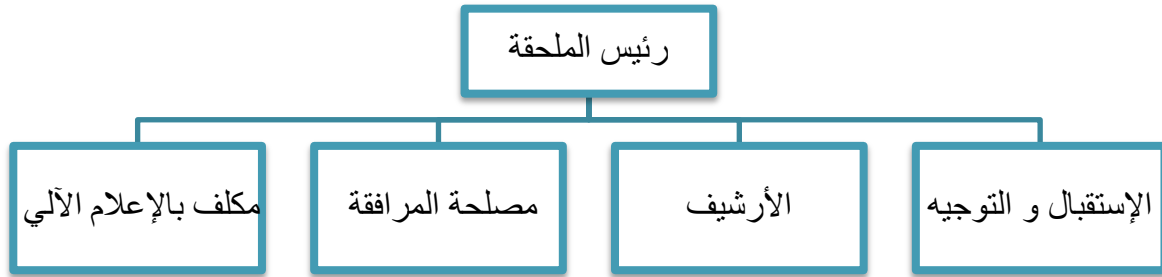 رئيس الملحقة
الإستقبال و التوجيه
الأرشيف
مصلحة المرافقة
مكلف بالإعلام الآلي